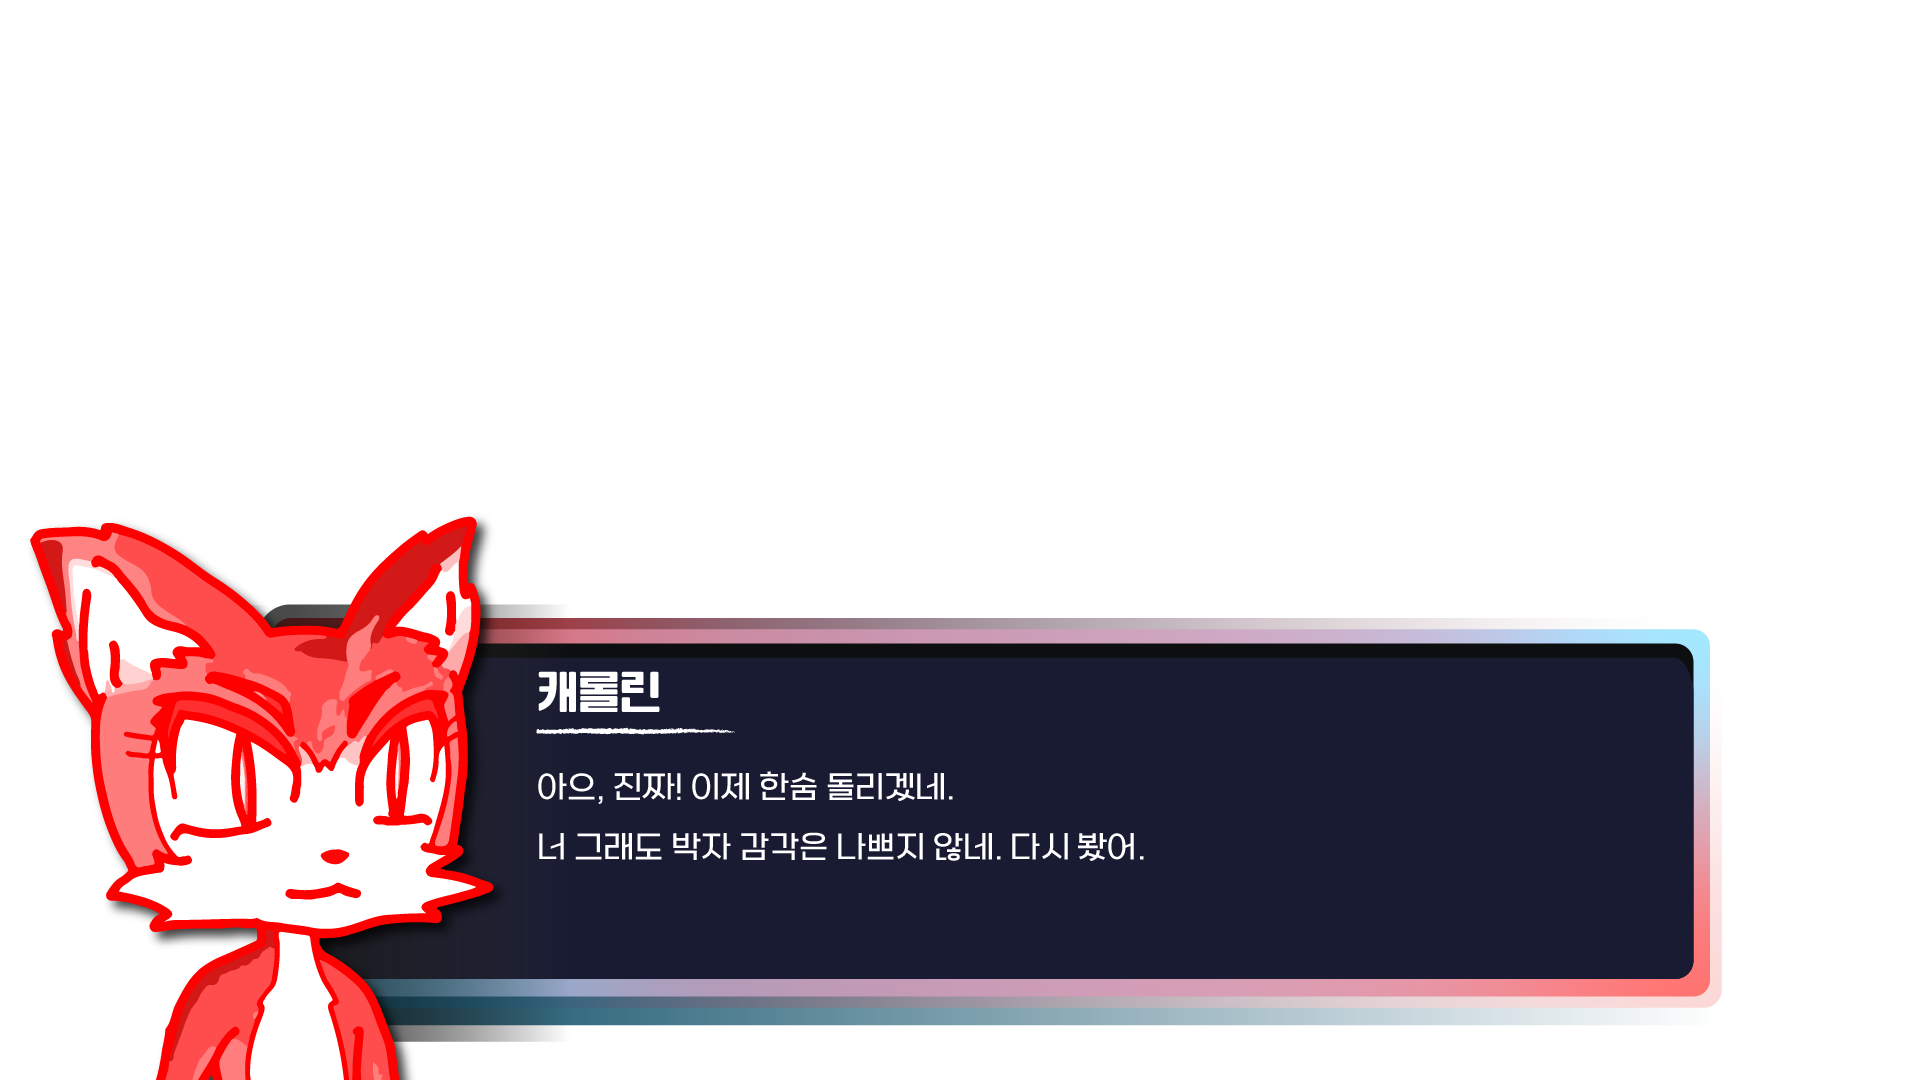 캐롤린
아으, 진짜! 이제 한숨 돌리겠네.
너 그래도 박자 감각은 나쁘지 않네. 다시 봤어.